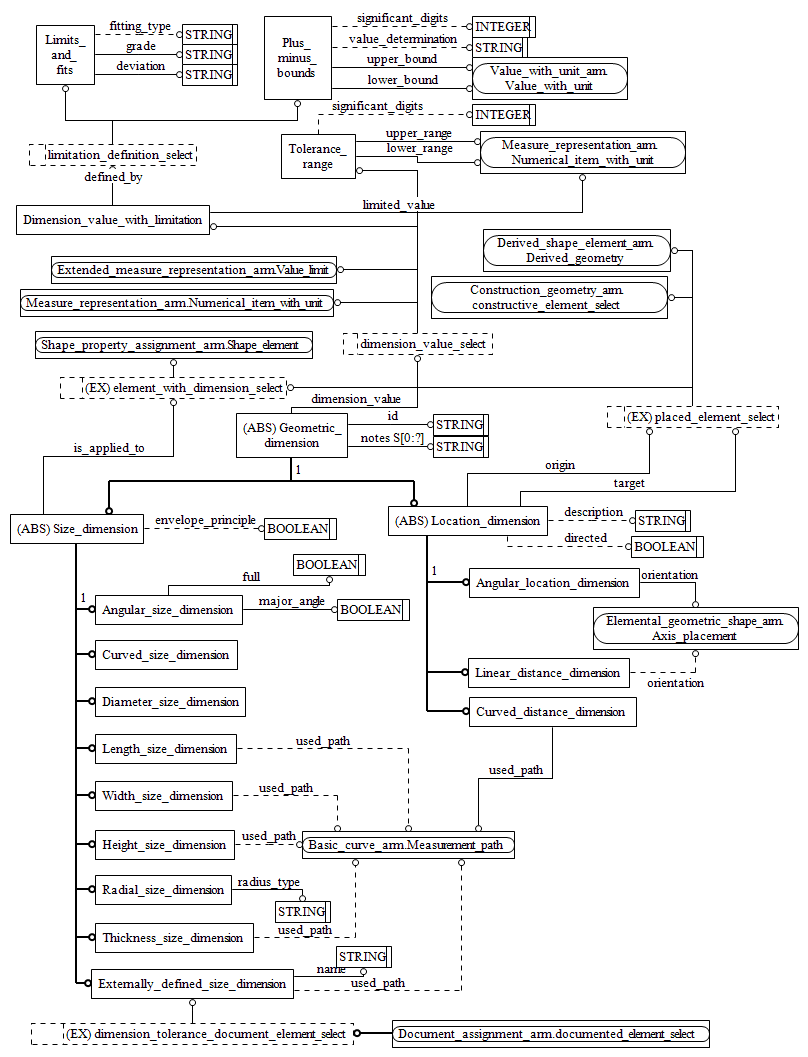 significant_digits
fitting_type
INTEGER
Limits_
and_
fits
STRING
Plus_
minus_
bounds
value_determination
STRING
grade
STRING
upper_bound
deviation
STRING
Value_with_unit_arm.
Value_with_unit
lower_bound
significant_digits
INTEGER
Tolerance_
range
upper_range
lower_range
Measure_representation_arm.
Numerical_item_with_unit
limitation_definition_select
defined_by
limited_value
Dimension_value_with_limitation
Derived_shape_element_arm.
Derived_geometry
Extended_measure_representation_arm.Value_limit
Construction_geometry_arm.
constructive_element_select
Measure_representation_arm.Numerical_item_with_unit
Shape_property_assignment_arm.Shape_element
dimension_value_select
(EX) element_with_dimension_select
dimension_value
(EX) placed_element_select
id
(ABS) Geometric_
dimension
STRING
notes S[0:?]
STRING
is_applied_to
1
origin
target
(ABS) Size_dimension
envelope_principle
BOOLEAN
(ABS) Location_dimension
description
STRING
directed
BOOLEAN
BOOLEAN
full
1
orientation
Angular_location_dimension
1
Angular_size_dimension
major_angle
BOOLEAN
Elemental_geometric_shape_arm.
Axis_placement
Curved_size_dimension
Linear_distance_dimension
orientation
Diameter_size_dimension
Curved_distance_dimension
Length_size_dimension
used_path
used_path
Width_size_dimension
used_path
Height_size_dimension
used_path
Basic_curve_arm.Measurement_path
Radial_size_dimension
radius_type
STRING
Thickness_size_dimension
used_path
STRING
name
Externally_defined_size_dimension
used_path
(EX) dimension_tolerance_document_element_select
Document_assignment_arm.documented_element_select